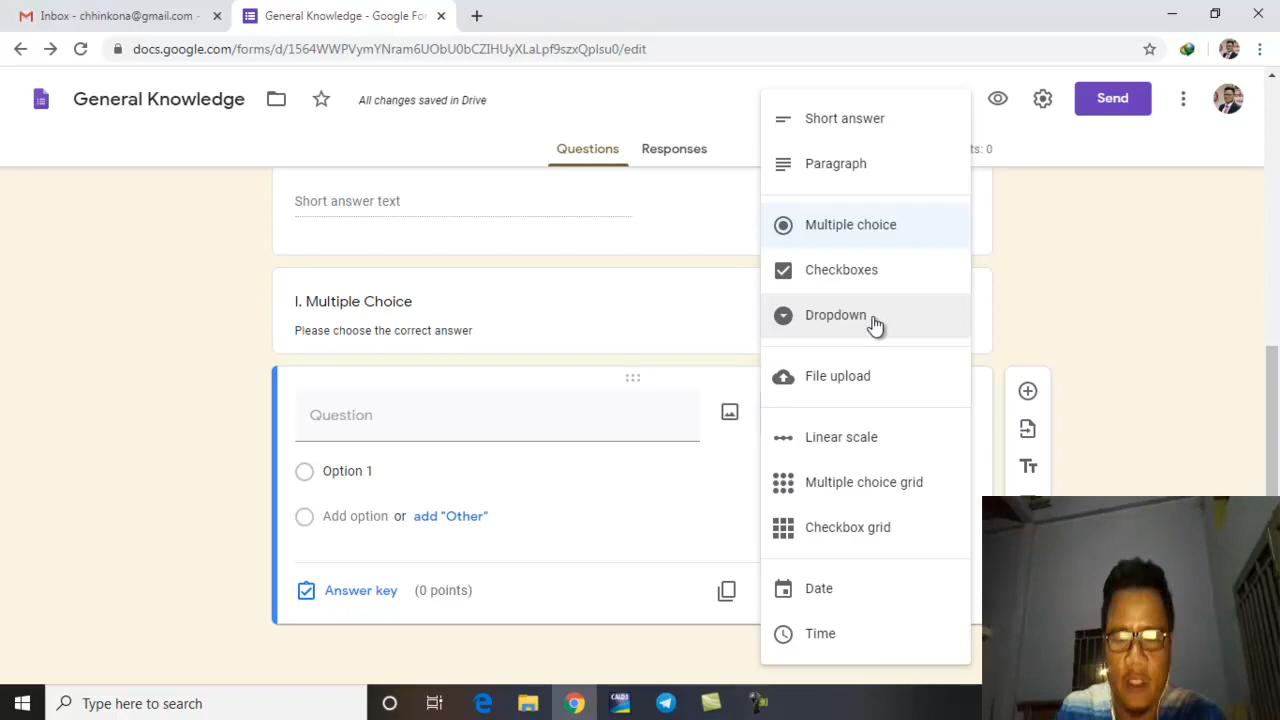 Inbox - chhinkona@gmail.com -
General Knowledge - Google For
docs.google.com/forms/d/1564WWPVymYNram6UObU0bCZIHUyXLaLpf9szxQplsu0/edit
General Knowledge
All changes saved in Drive
Send
Questions
Responses
ts: 0
Short answer
Paragraph
Multiple choice
Checkboxes
Dropdown
File upload
Linear scale
Multiple choice grid
Checkbox grid
Date
Time
Short answer text
I. Multiple Choice
Please choose the correct answer
Question
Option 1
Add option or add "Other"
Answer key (0 points)
Tт
Type here to search